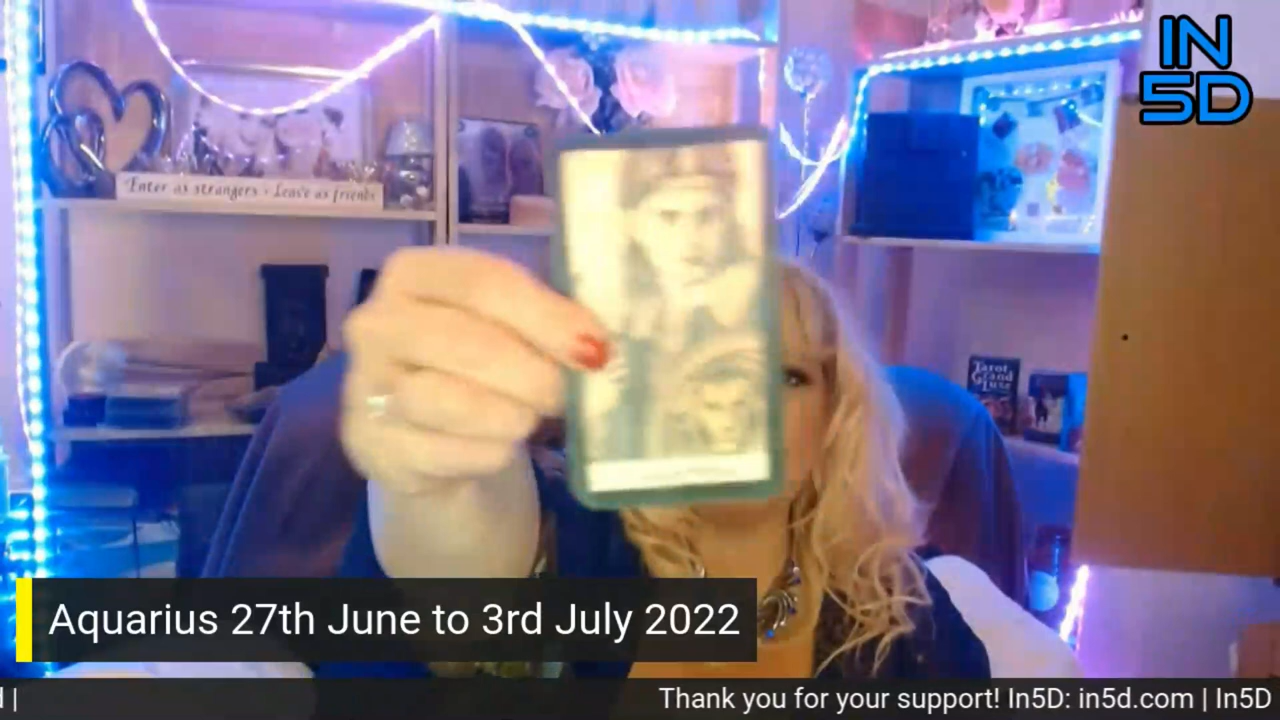 IN
5D
Enter as strangers • Leave as friends
Tarot
Grand
Luxe
Aquarius 27th June to 3rd July 2022
d |
Thank you for your support! In5D: in5d.com | In5D